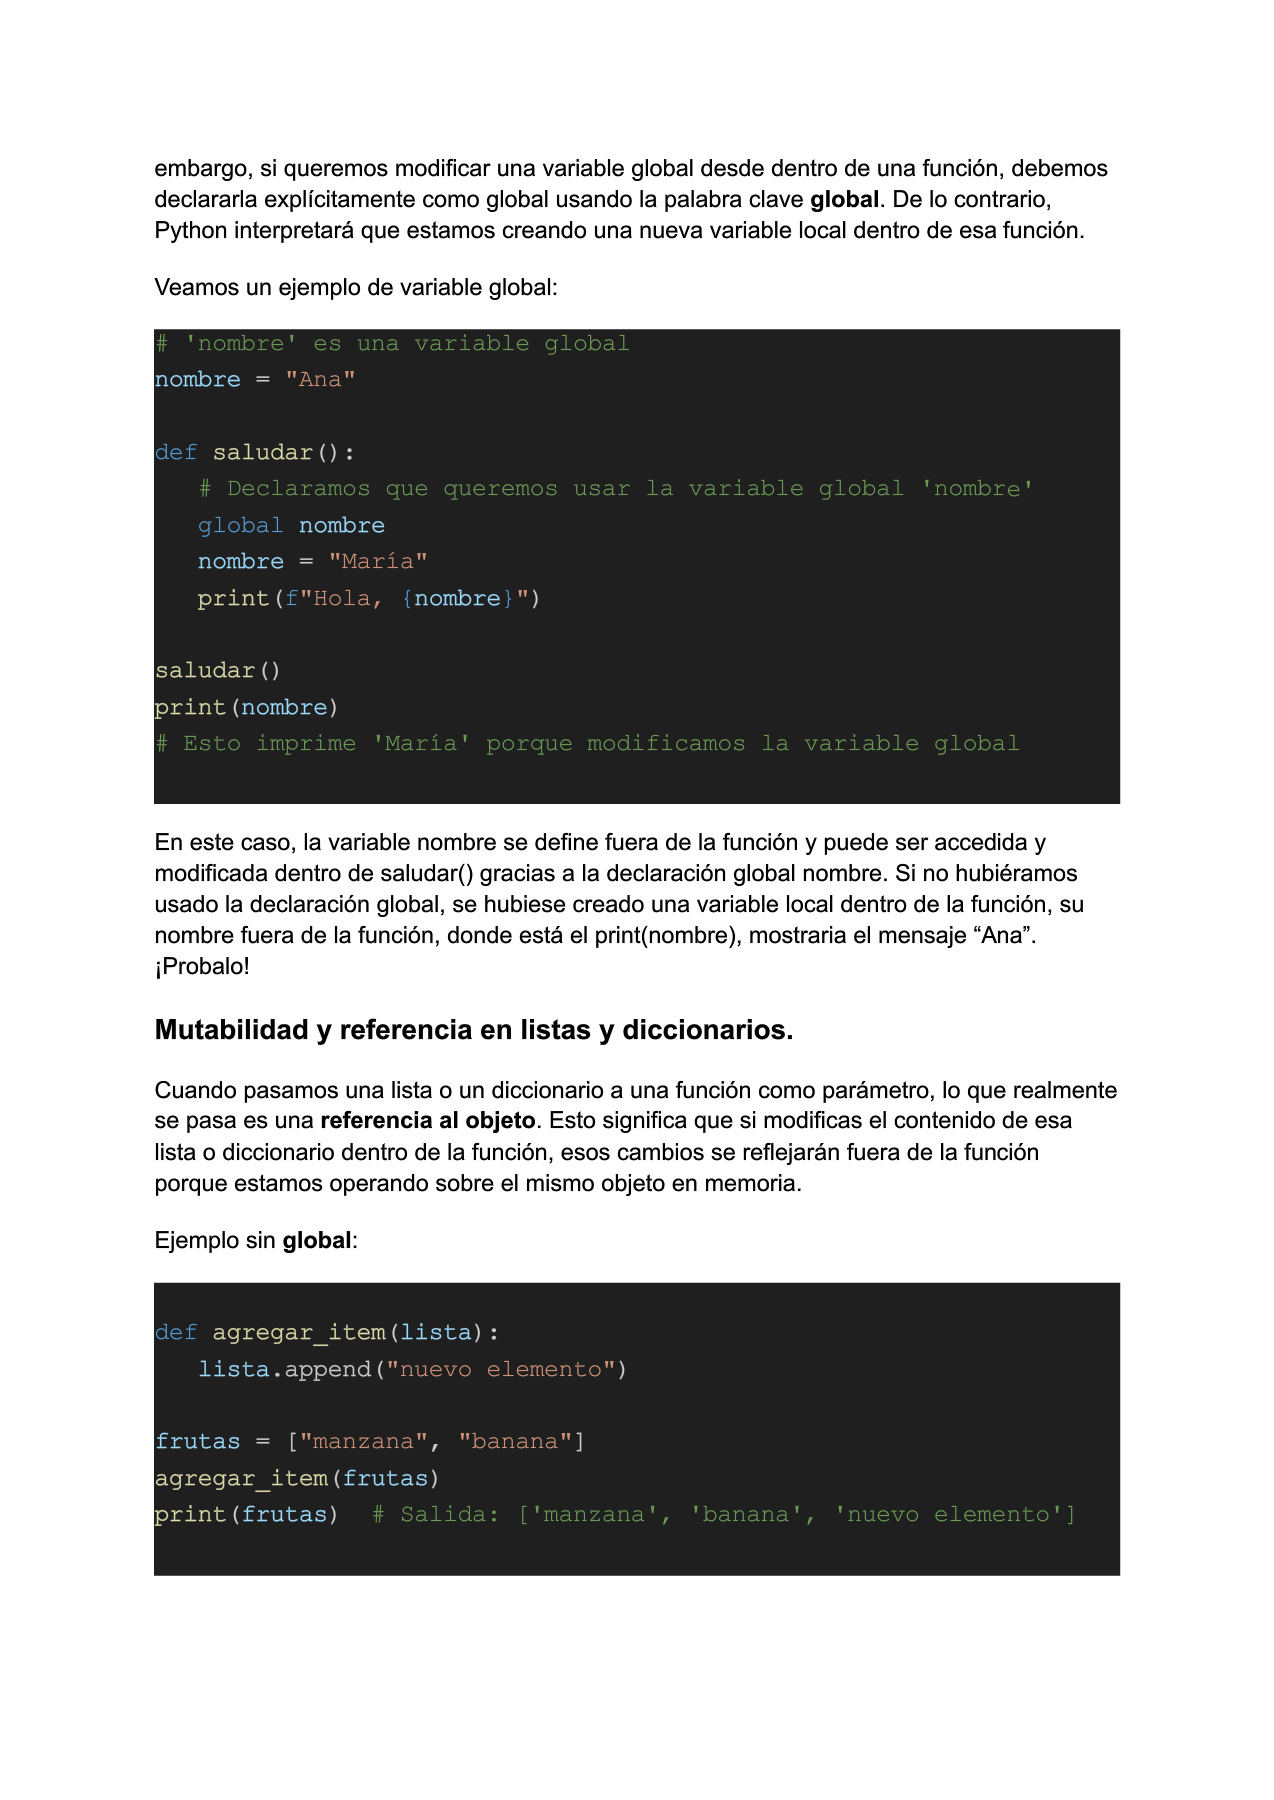 embargo, si queremos modificar una variable global desde dentro de una función, debemos
declararla explícitamente como global usando la palabra clave global. De lo contrario,
Python interpretará que estamos creando una nueva variable local dentro de esa función.
Veamos un ejemplo de variable global:
# 'nombre' es una variable global
nombre = "Ana"
def saludar():
   # Declaramos que queremos usar la variable global 'nombre'
   global nombre
   nombre = "María"
   print(f"Hola, {nombre}")
saludar()
print(nombre)
# Esto imprime 'María' porque modificamos la variable global
En este caso, la variable nombre se define fuera de la función y puede ser accedida y
modificada dentro de saludar() gracias a la declaración global nombre. Si no hubiéramos
usado la declaración global, se hubiese creado una variable local dentro de la función, su
nombre fuera de la función, donde está el print(nombre), mostraria el mensaje “Ana”.
¡Probalo!
Mutabilidad y referencia en listas y diccionarios.
Cuando pasamos una lista o un diccionario a una función como parámetro, lo que realmente
se pasa es una referencia al objeto. Esto significa que si modificas el contenido de esa
lista o diccionario dentro de la función, esos cambios se reflejarán fuera de la función
porque estamos operando sobre el mismo objeto en memoria.
Ejemplo sin global:
def agregar_item(lista):
   lista.append("nuevo elemento")
frutas = ["manzana", "banana"]
agregar_item(frutas)
print(frutas)  # Salida: ['manzana', 'banana', 'nuevo elemento']